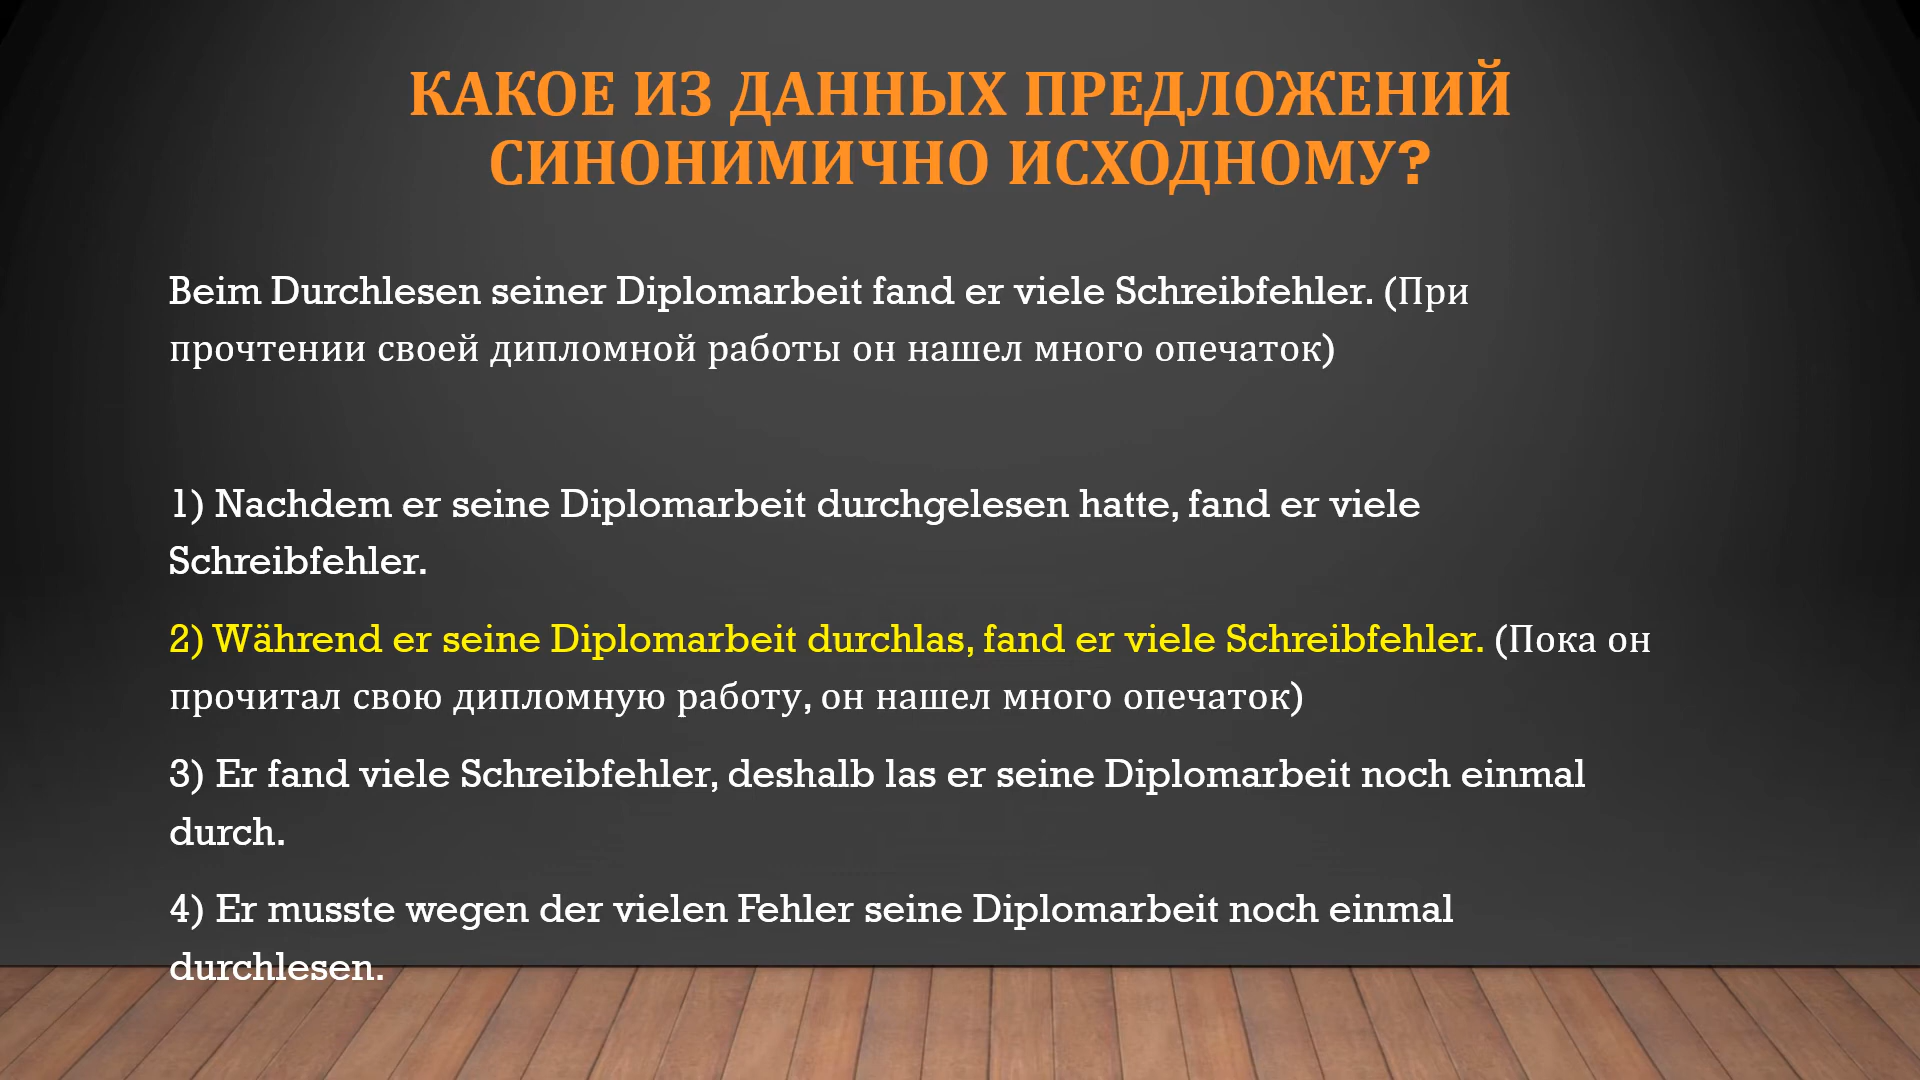 КАКОЕ ИЗ ДАННЫХ ПРЕДЛОЖЕНИЙ
СИНОНИМИЧНО ИСХОДНОМУ?
Beim Durchlesen seiner Diplomarbeit fand er viele Schreibfehler. (При
прочтении своей дипломной работы он нашел много опечаток)
1) Nachdem er seine Diplomarbeit durchgelesen hatte, fand er viele
Schreibfehler.
2) Während er seine Diplomarbeit durchlas, fand er viele Schreibfehler. (Пока он
прочитал свою дипломную работу, он нашел много опечаток)
3) Er fand viele Schreibfehler, deshalb las er seine Diplomarbeit noch einmal
durch.
4) Er musste wegen der vielen Fehler seine Diplomarbeit noch einmal
durchlesen.